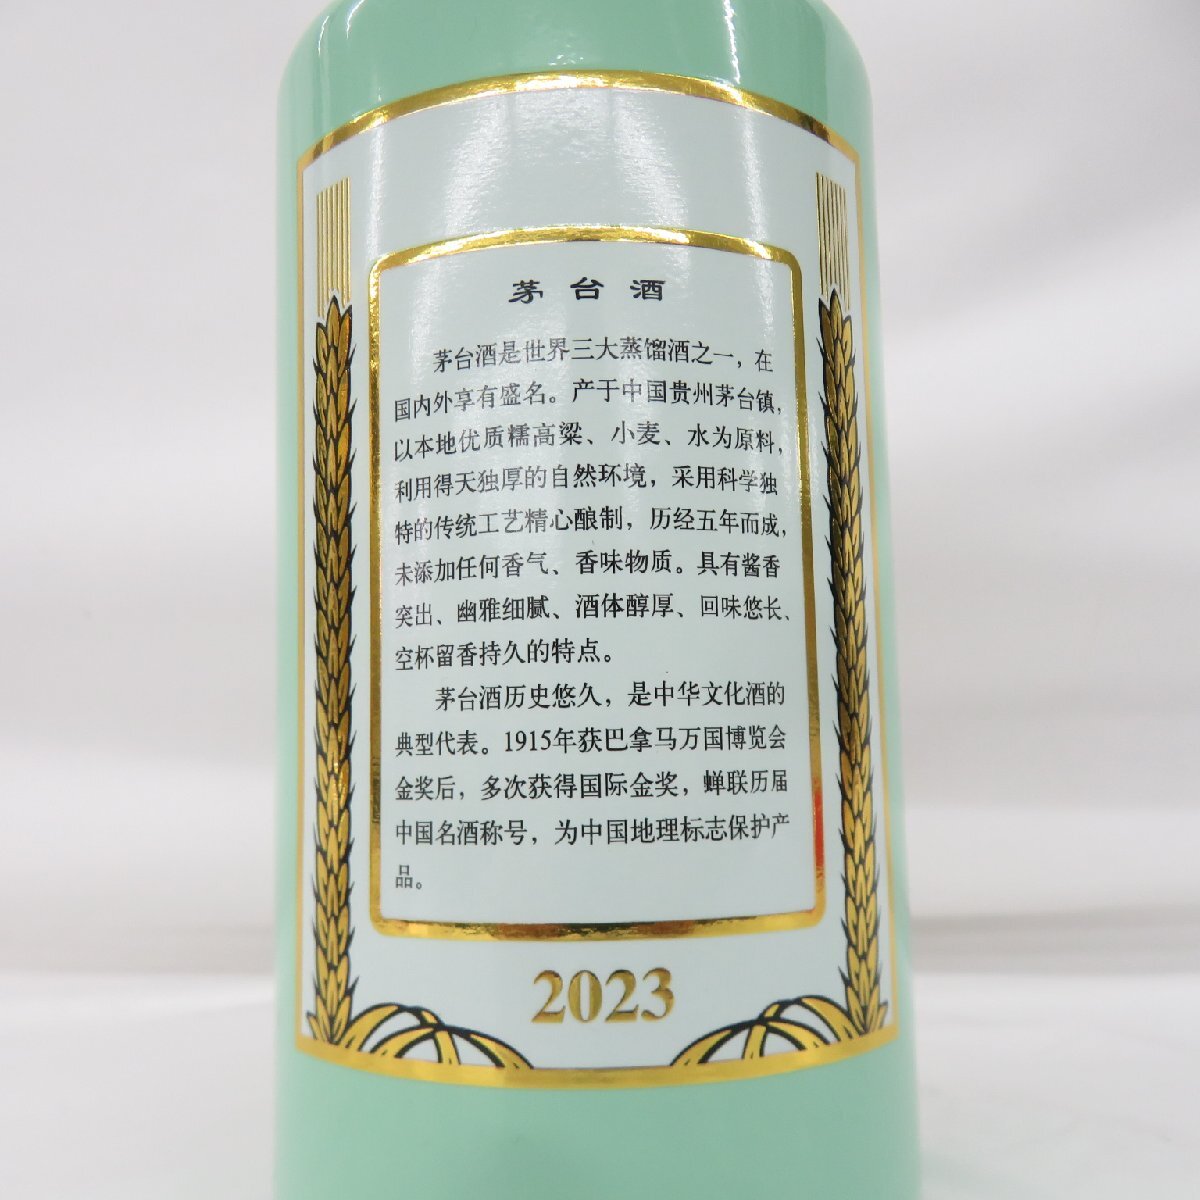 茅台酒
茅台酒是世界三大蒸馏酒之一，在
国内外享有盛名。产于中国贵州茅台镇，
以本地优质糯高粱、小麦、水为原料，
利用得天独厚的自然环境，采用科学独
特的传统工艺精心酿制，历经五年而成，
未添加任何香气、香味物质。具有酱香
突出、幽雅细腻、酒体醇厚、回味悠长、
空杯留香持久的特点。
茅台酒历史悠久，是中华文化酒的
典型代表。1915年获巴拿马万国博览会
金奖后，多次获得国际金奖，蝉联历届
中国名酒称号，为中国地理标志保护产
品。
2023